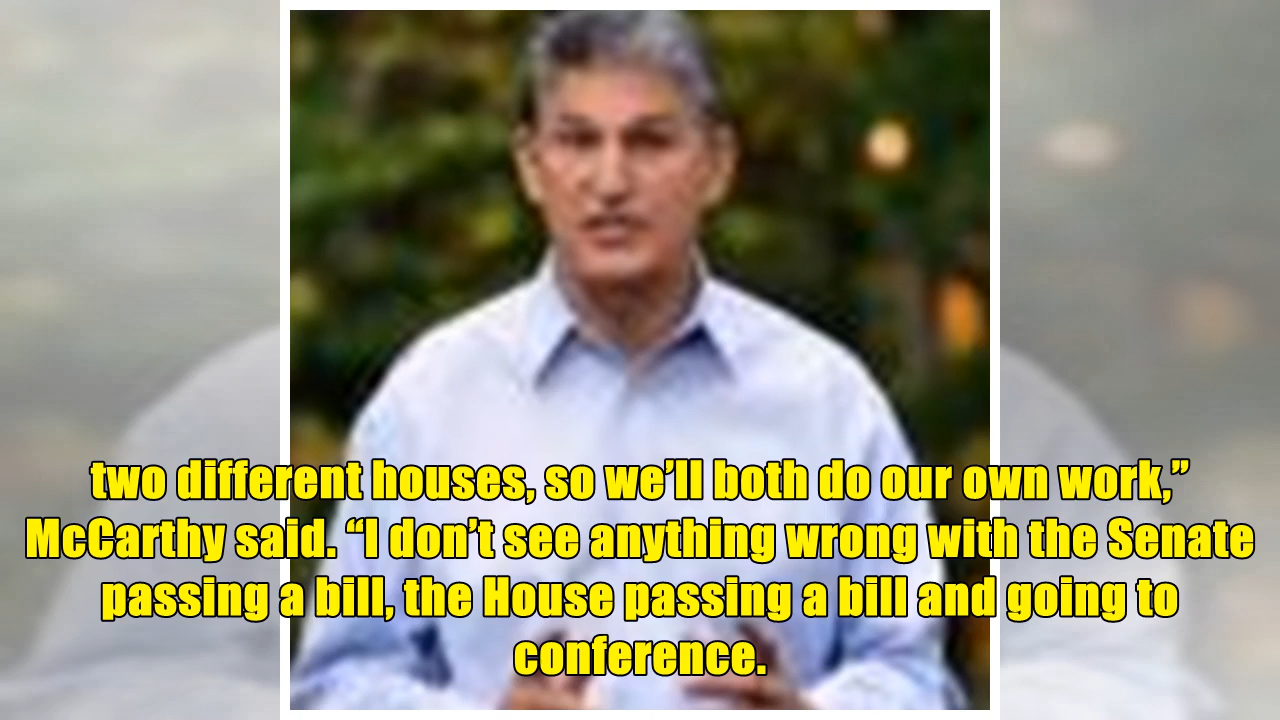 two different houses, so we’ll both do our own work,”
McCarthy said. “I don’t see anything wrong with the Senate
passing a bill, the House passing a bill and going to
conference.